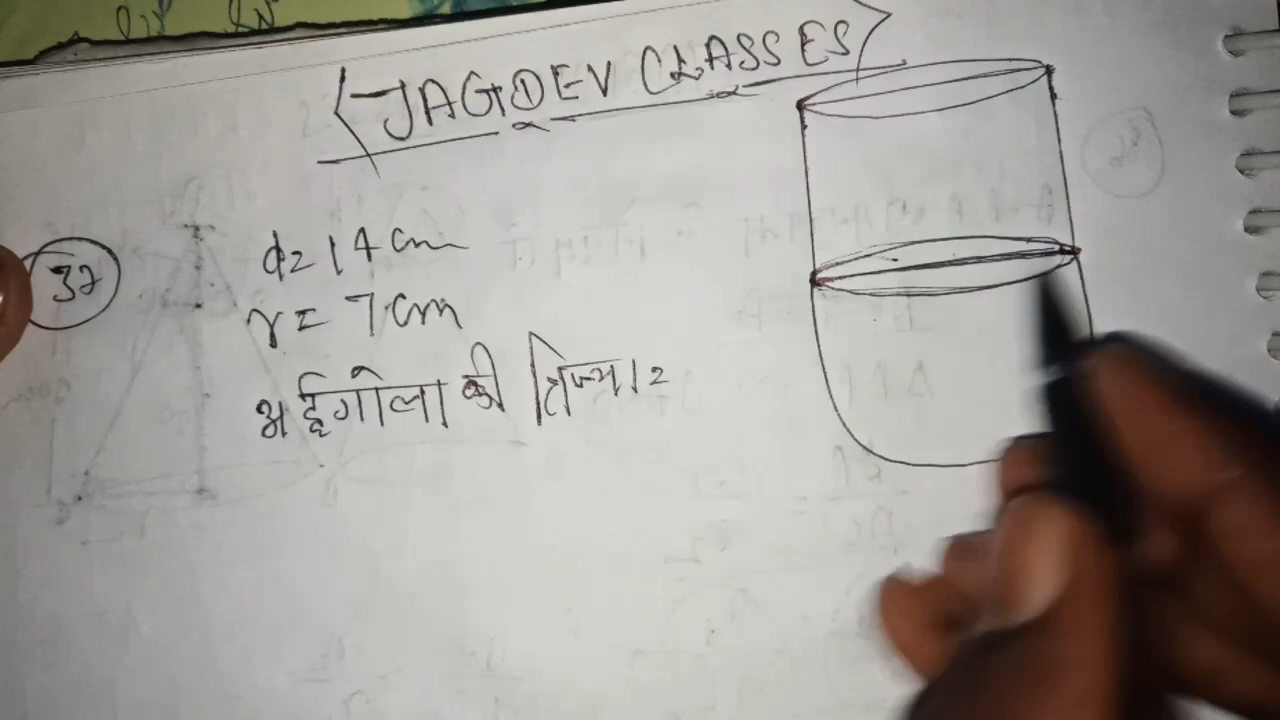 JAGDEV CLASSES
37
d = 14 cm
r = 7 cm
अर्द्धगोला की त्रिज्या =